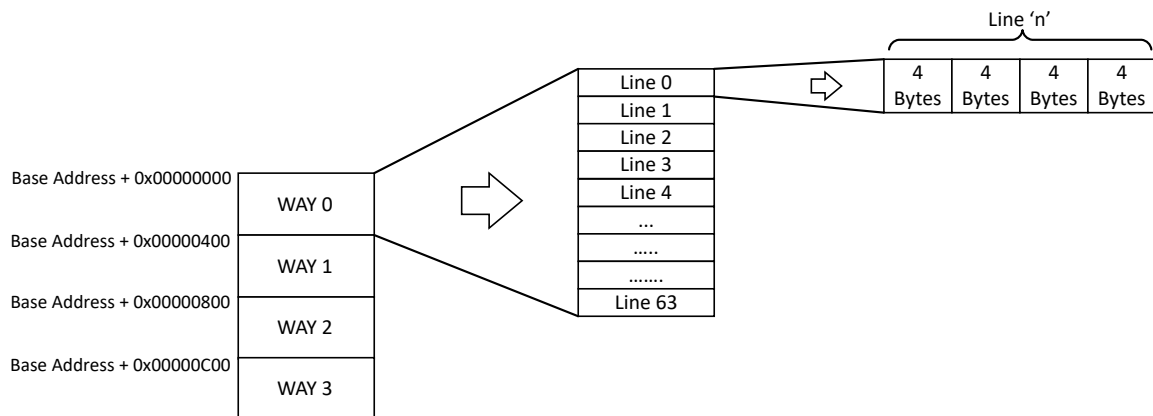 Line ‘n’
4 Bytes
4 Bytes
4 Bytes
4 Bytes
Line 0
Line 1
Line 2
Line 3
Line 4
...
…..
…….
Line 63
Base Address + 0x00000000
WAY 0
Base Address + 0x00000400
WAY 1
Base Address + 0x00000800
WAY 2
Base Address + 0x00000C00
WAY 3